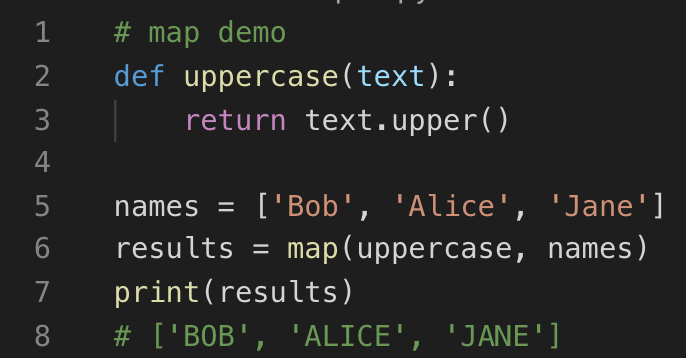 1 # map demo
2 def uppercase(text):
3     return text.upper()
4
5 names = ['Bob', 'Alice', 'Jane']
6 results = map(uppercase, names)
7 print(results)
8 # ['BOB', 'ALICE', 'JANE']